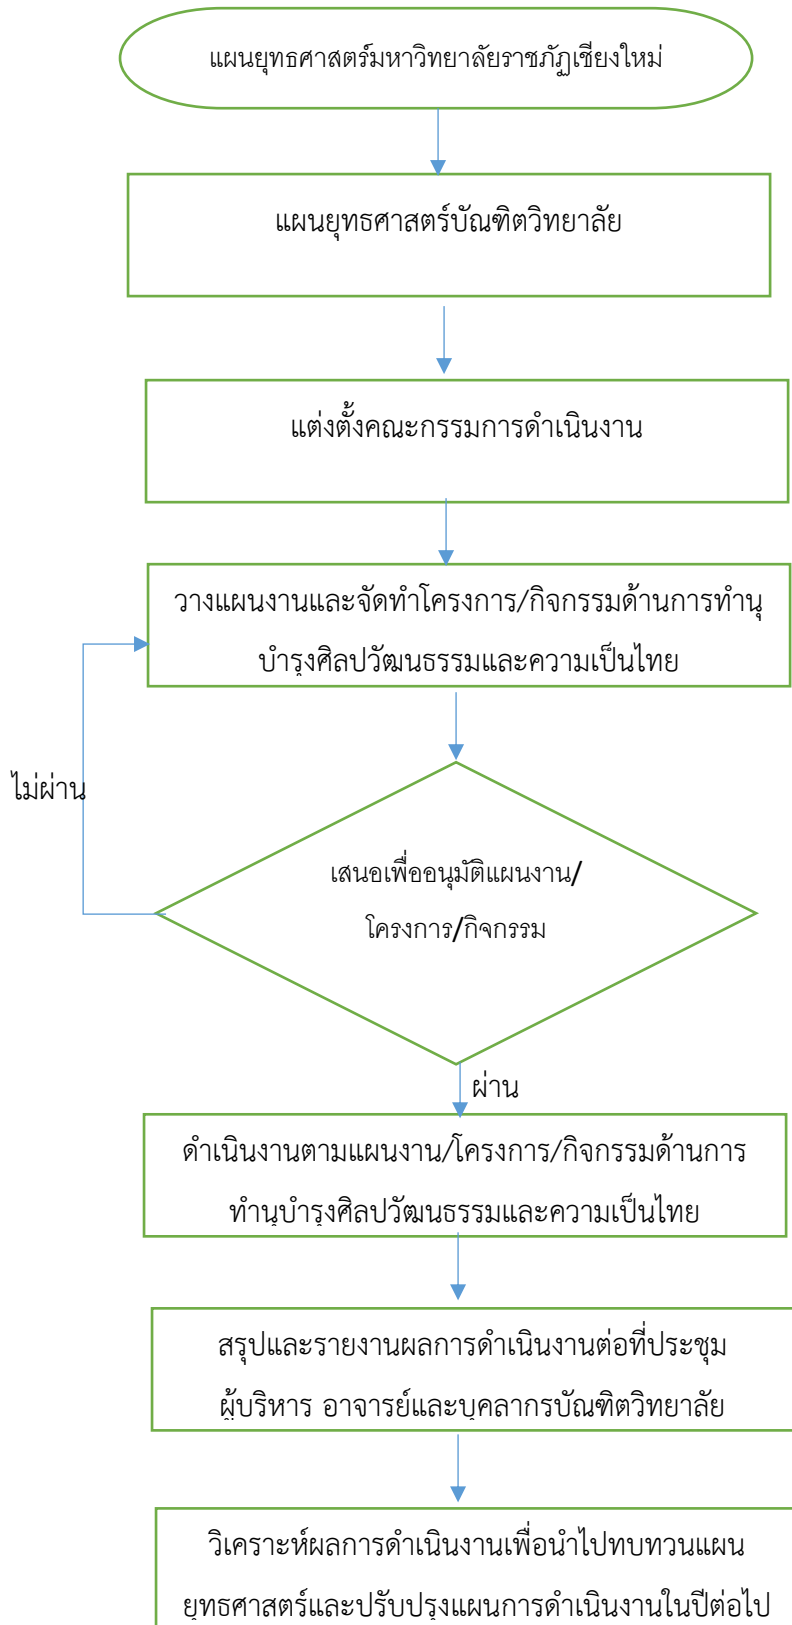 แผนยุทธศาสตร์มหาวิทยาลัยราชภัฏเชียงใหม่
แผนยุทธศาสตร์บัณฑิตวิทยาลัย
แต่งตั้งคณะกรรมการดำเนินงาน
วางแผนงานและจัดทำโครงการ/กิจกรรมด้านการทำนุ
บำรุงศิลปวัฒนธรรมและความเป็นไทย
ไม่ผ่าน
เสนอเพื่ออนุมัติแผนงาน/
โครงการ/กิจกรรม
ผ่าน
ดำเนินงานตามแผนงาน/โครงการ/กิจกรรมด้านการ
ทำนุบำรุงศิลปวัฒนธรรมและความเป็นไทย
สรุปและรายงานผลการดำเนินงานต่อที่ประชุม
ผู้บริหาร อาจารย์และบุคลากรบัณฑิตวิทยาลัย
วิเคราะห์ผลการดำเนินงานเพื่อนำไปทบทวนแผน
ยุทธศาสตร์และปรับปรุงแผนการดำเนินงานในปีต่อไป